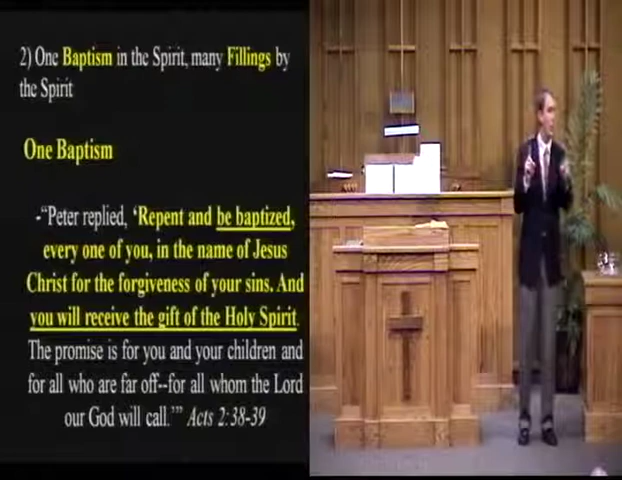 2) One Baptism in the Spirit, many Fillings by
the Spirit
One Baptism
-“Peter replied, ‘Repent and be baptized,
every one of you, in the name of Jesus
Christ for the forgiveness of your sins. And
you will receive the gift of the Holy Spirit.
The promise is for you and your children and
for all who are far off--for all whom the Lord
our God will call.’” Acts 2:38-39